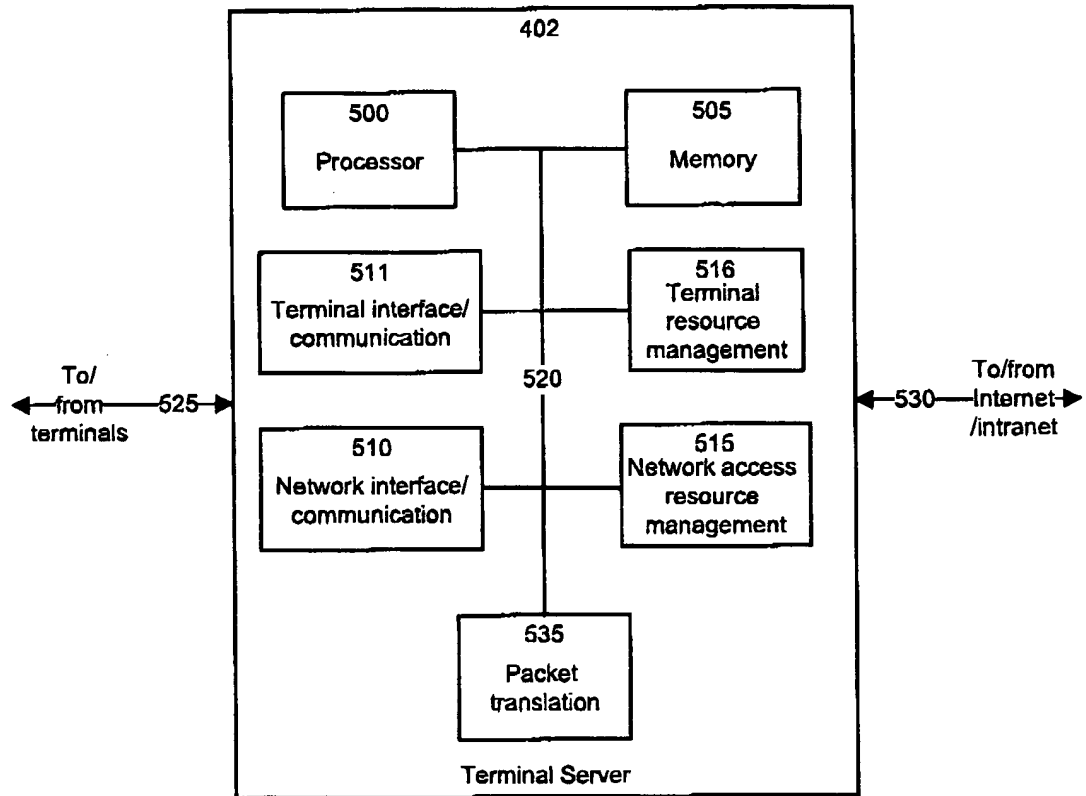 402
500
Processor
505
Memory
511
Terminal interface/
communication
516
Terminal
resource
management
520
To/
from
terminals
525
530
To/from
Internet
/intranet
510
Network interface/
communication
515
Network access
resource
management
535
Packet
translation
Terminal Server